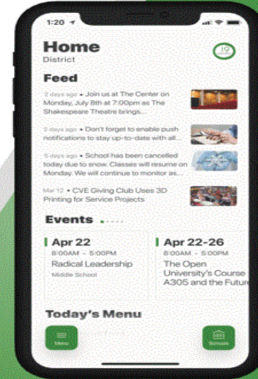 1:20
Home
District
Feed
2 days ago • Join us at The Center on
Monday, July 8th at 7:00pm as The
Shakespeare Theatre brings...
2 days ago • Don't forget to enable push
notifications to stay up-to-date with all...
5 days ago • School has been cancelled
today due to snow. Classes will resume on
Monday. We will continue to monitor as...
Mar 12 • CVE Giving Club Uses 3D
Printing for Service Projects
Events
Apr 22
8:00AM - 5:00PM
Radical Leadership
Middle School
Apr 22-26
8:00AM - 5:00PM
The Open
University's Course
A305 and the Future
Today's Menu
Menu
Schools